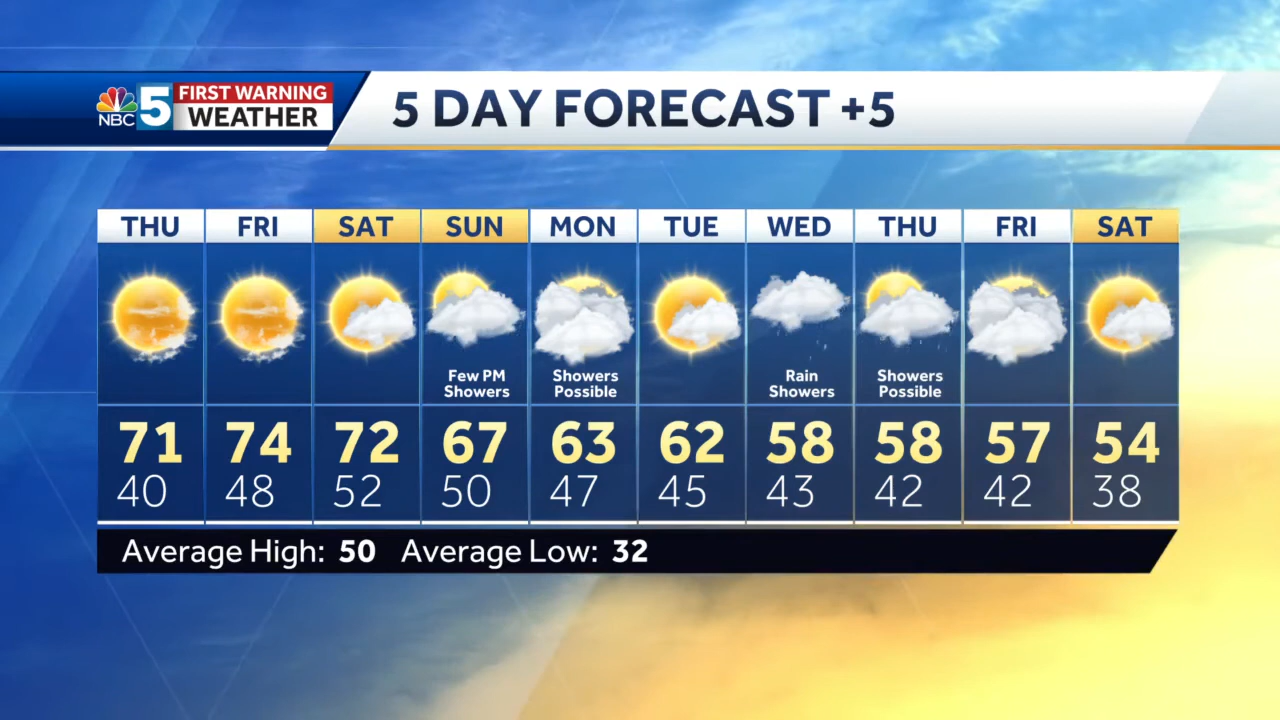 NBC 5 FIRST WARNING
WEATHER
5 DAY FORECAST +5
THU FRI SAT SUN MON TUE WED THU FRI SAT
Few PM Showers Rain Showers
Showers Possible Showers Possible
71 74 72 67 63 62 58 58 57 54
40 48 52 50 47 45 43 42 42 38
Average High: 50 Average Low: 32